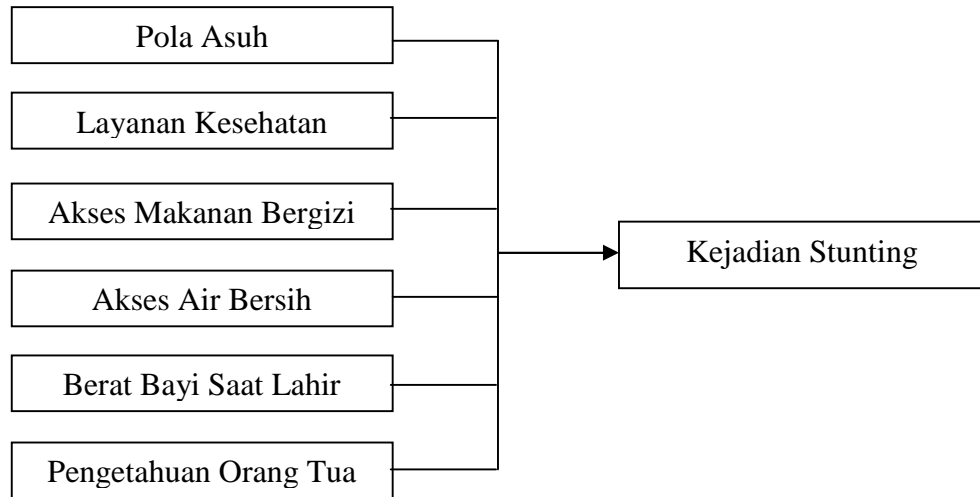 Pola Asuh
Layanan Kesehatan
Akses Makanan Bergizi
Kejadian Stunting
Akses Air Bersih
Berat Bayi Saat Lahir
Pengetahuan Orang Tua